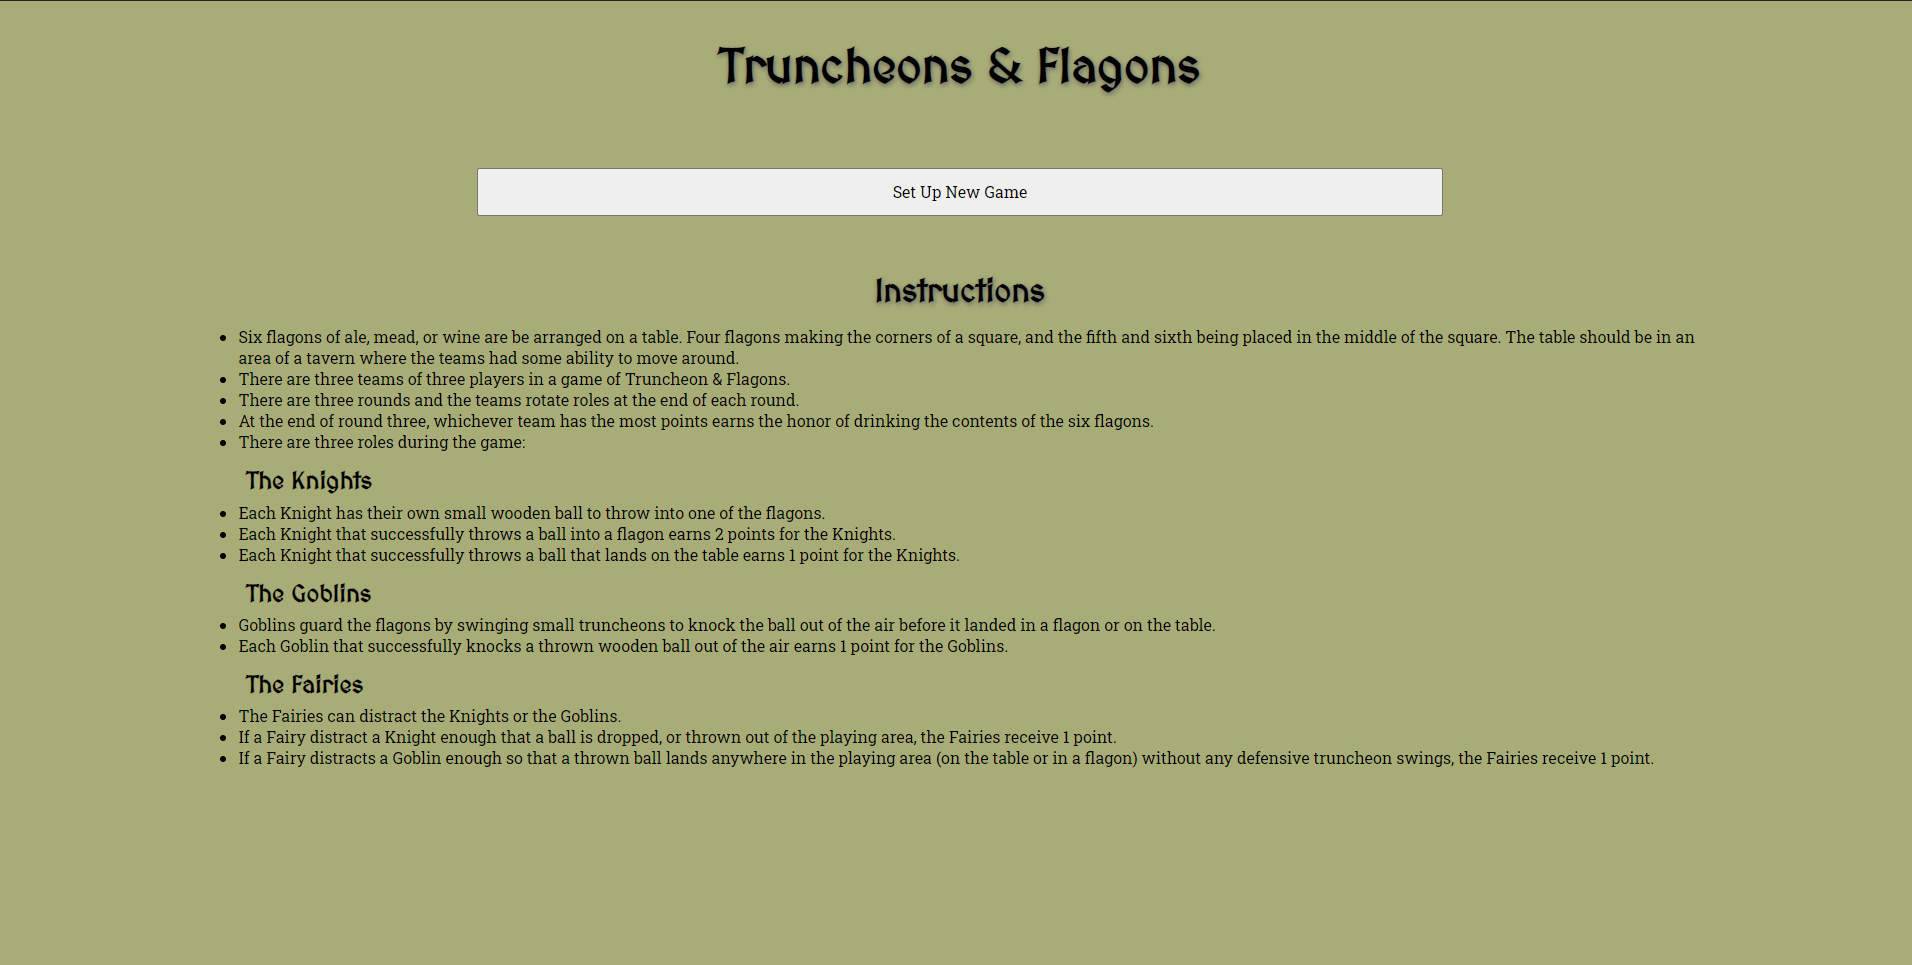 Truncheons & Flagons
Set Up New Game
Instructions
Six flagons of ale, mead, or wine are be arranged on a table. Four flagons making the corners of a square, and the fifth and sixth being placed in the middle of the square. The table should be in an
area of a tavern where the teams had some ability to move around.
There are three teams of three players in a game of Truncheon & Flagons.
There are three rounds and the teams rotate roles at the end of each round.
At the end of round three, whichever team has the most points earns the honor of drinking the contents of the six flagons.
There are three roles during the game:
The Knights
Each Knight has their own small wooden ball to throw into one of the flagons.
Each Knight that successfully throws a ball into a flagon earns 2 points for the Knights.
Each Knight that successfully throws a ball that lands on the table earns 1 point for the Knights.
The Goblins
Goblins guard the flagons by swinging small truncheons to knock the ball out of the air before it landed in a flagon or on the table.
Each Goblin that successfully knocks a thrown wooden ball out of the air earns 1 point for the Goblins.
The Fairies
The Fairies can distract the Knights or the Goblins.
If a Fairy distract a Knight enough that a ball is dropped, or thrown out of the playing area, the Fairies receive 1 point.
If a Fairy distracts a Goblin enough so that a thrown ball lands anywhere in the playing area (on the table or in a flagon) without any defensive truncheon swings, the Fairies receive 1 point.